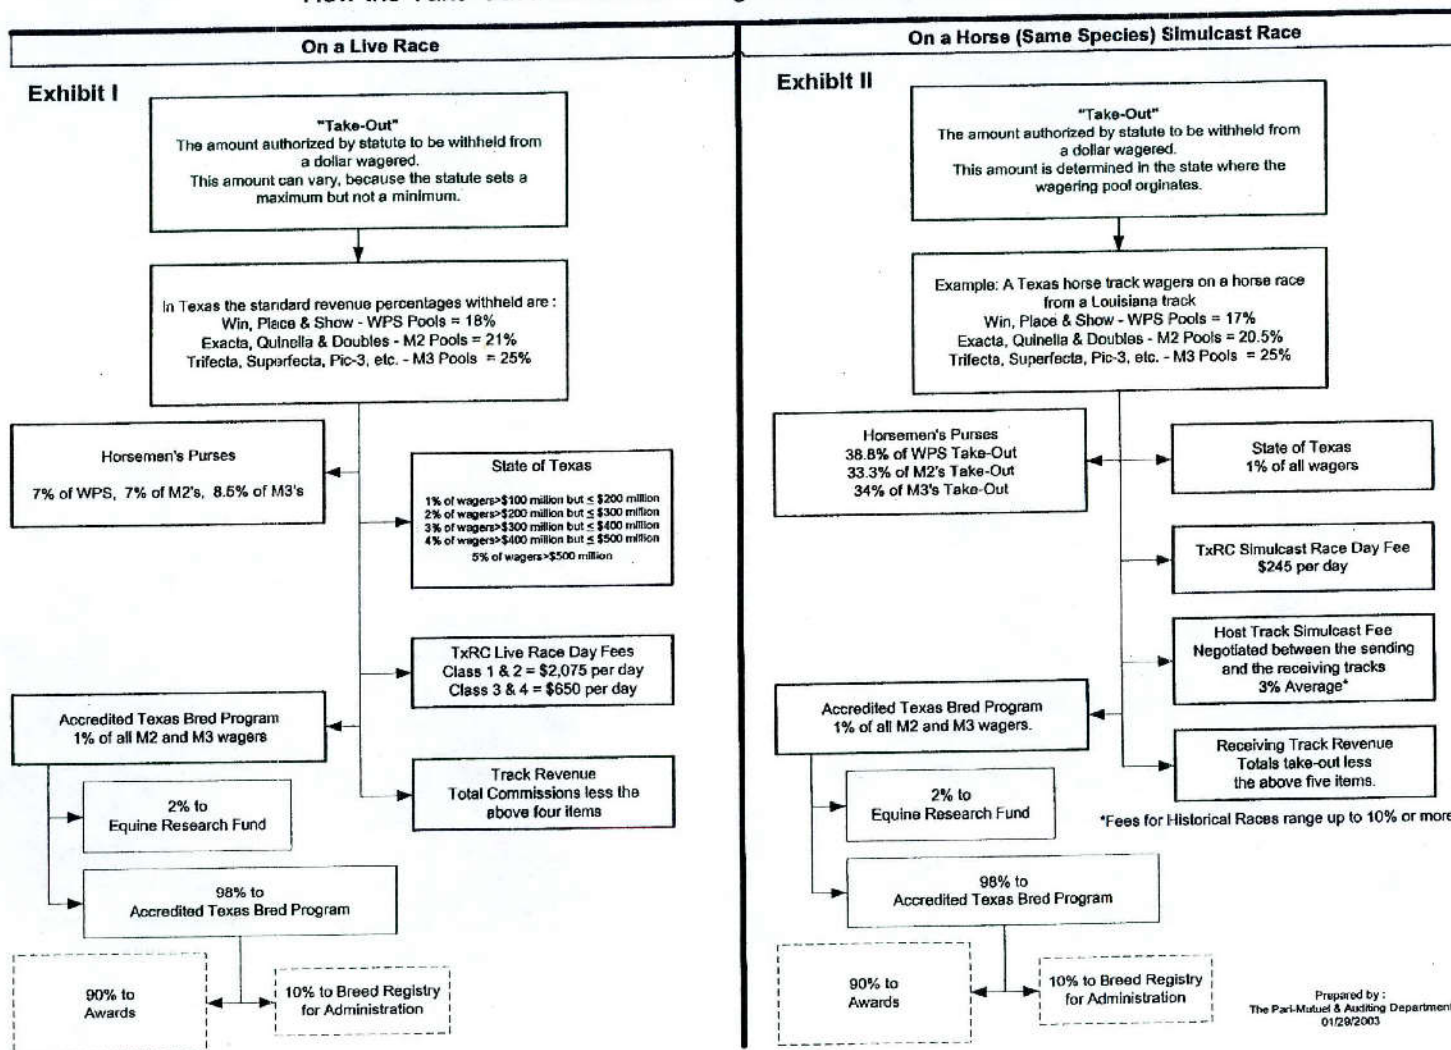 On a Live Race
Exhibit I
"Take-Out"
The amount authorized by statute to be withheld from
a dollar wagered.
This amount can vary, because the statute sets a
maximum but not a minimum.
In Texas the standard revenue percentages withheld are :
Win, Place & Show - WPS Pools = 18%
Exacta, Quinella & Doubles - M2 Pools = 21%
Trifecta, Superfecta, Pic-3, etc. - M3 Pools = 25%
Horsemen's Purses
7% of WPS, 7% of M2's, 8.5% of M3's
State of Texas
1% of wagers>$100 million but ≤ $200 million
2% of wagers>$200 million but ≤ $300 million
3% of wagers>$300 million but ≤ $400 million
4% of wagers>$400 million but ≤ $500 million
5% of wagers>$500 million
TxRC Live Race Day Fees
Class 1 & 2 = $2,075 per day
Class 3 & 4 = $650 per day
Accredited Texas Bred Program
1% of all M2 and M3 wagers
Track Revenue
Total Commissions less the
above four items
2% to
Equine Research Fund
98% to
Accredited Texas Bred Program
90% to
Awards
10% to Breed Registry
for Administration
On a Horse (Same Species) Simulcast Race
Exhibit II
"Take-Out"
The amount authorized by statute to be withheld from
a dollar wagered.
This amount is determined in the state where the
wagering pool orginates.
Example: A Texas horse track wagers on a horse race
from a Louisiana track
Win, Place & Show - WPS Pools = 17%
Exacta, Quinella & Doubles - M2 Pools = 20.5%
Trifecta, Superfecta, Pic-3, etc. - M3 Pools = 25%
Horsemen's Purses
38.8% of WPS Take-Out
33.3% of M2's Take-Out
34% of M3's Take-Out
State of Texas
1% of all wagers
TxRC Simulcast Race Day Fee
$245 per day
Host Track Simulcast Fee
Negotiated between the sending
and the receiving tracks
3% Average*
Accredited Texas Bred Program
1% of all M2 and M3 wagers.
Receiving Track Revenue
Totals take-out less
the above five items.
2% to
Equine Research Fund
*Fees for Historical Races range up to 10% or more
98% to
Accredited Texas Bred Program
90% to
Awards
10% to Breed Registry
for Administration
Prepared by :
The Pari-Mutuel & Auditing Department
01/29/2003